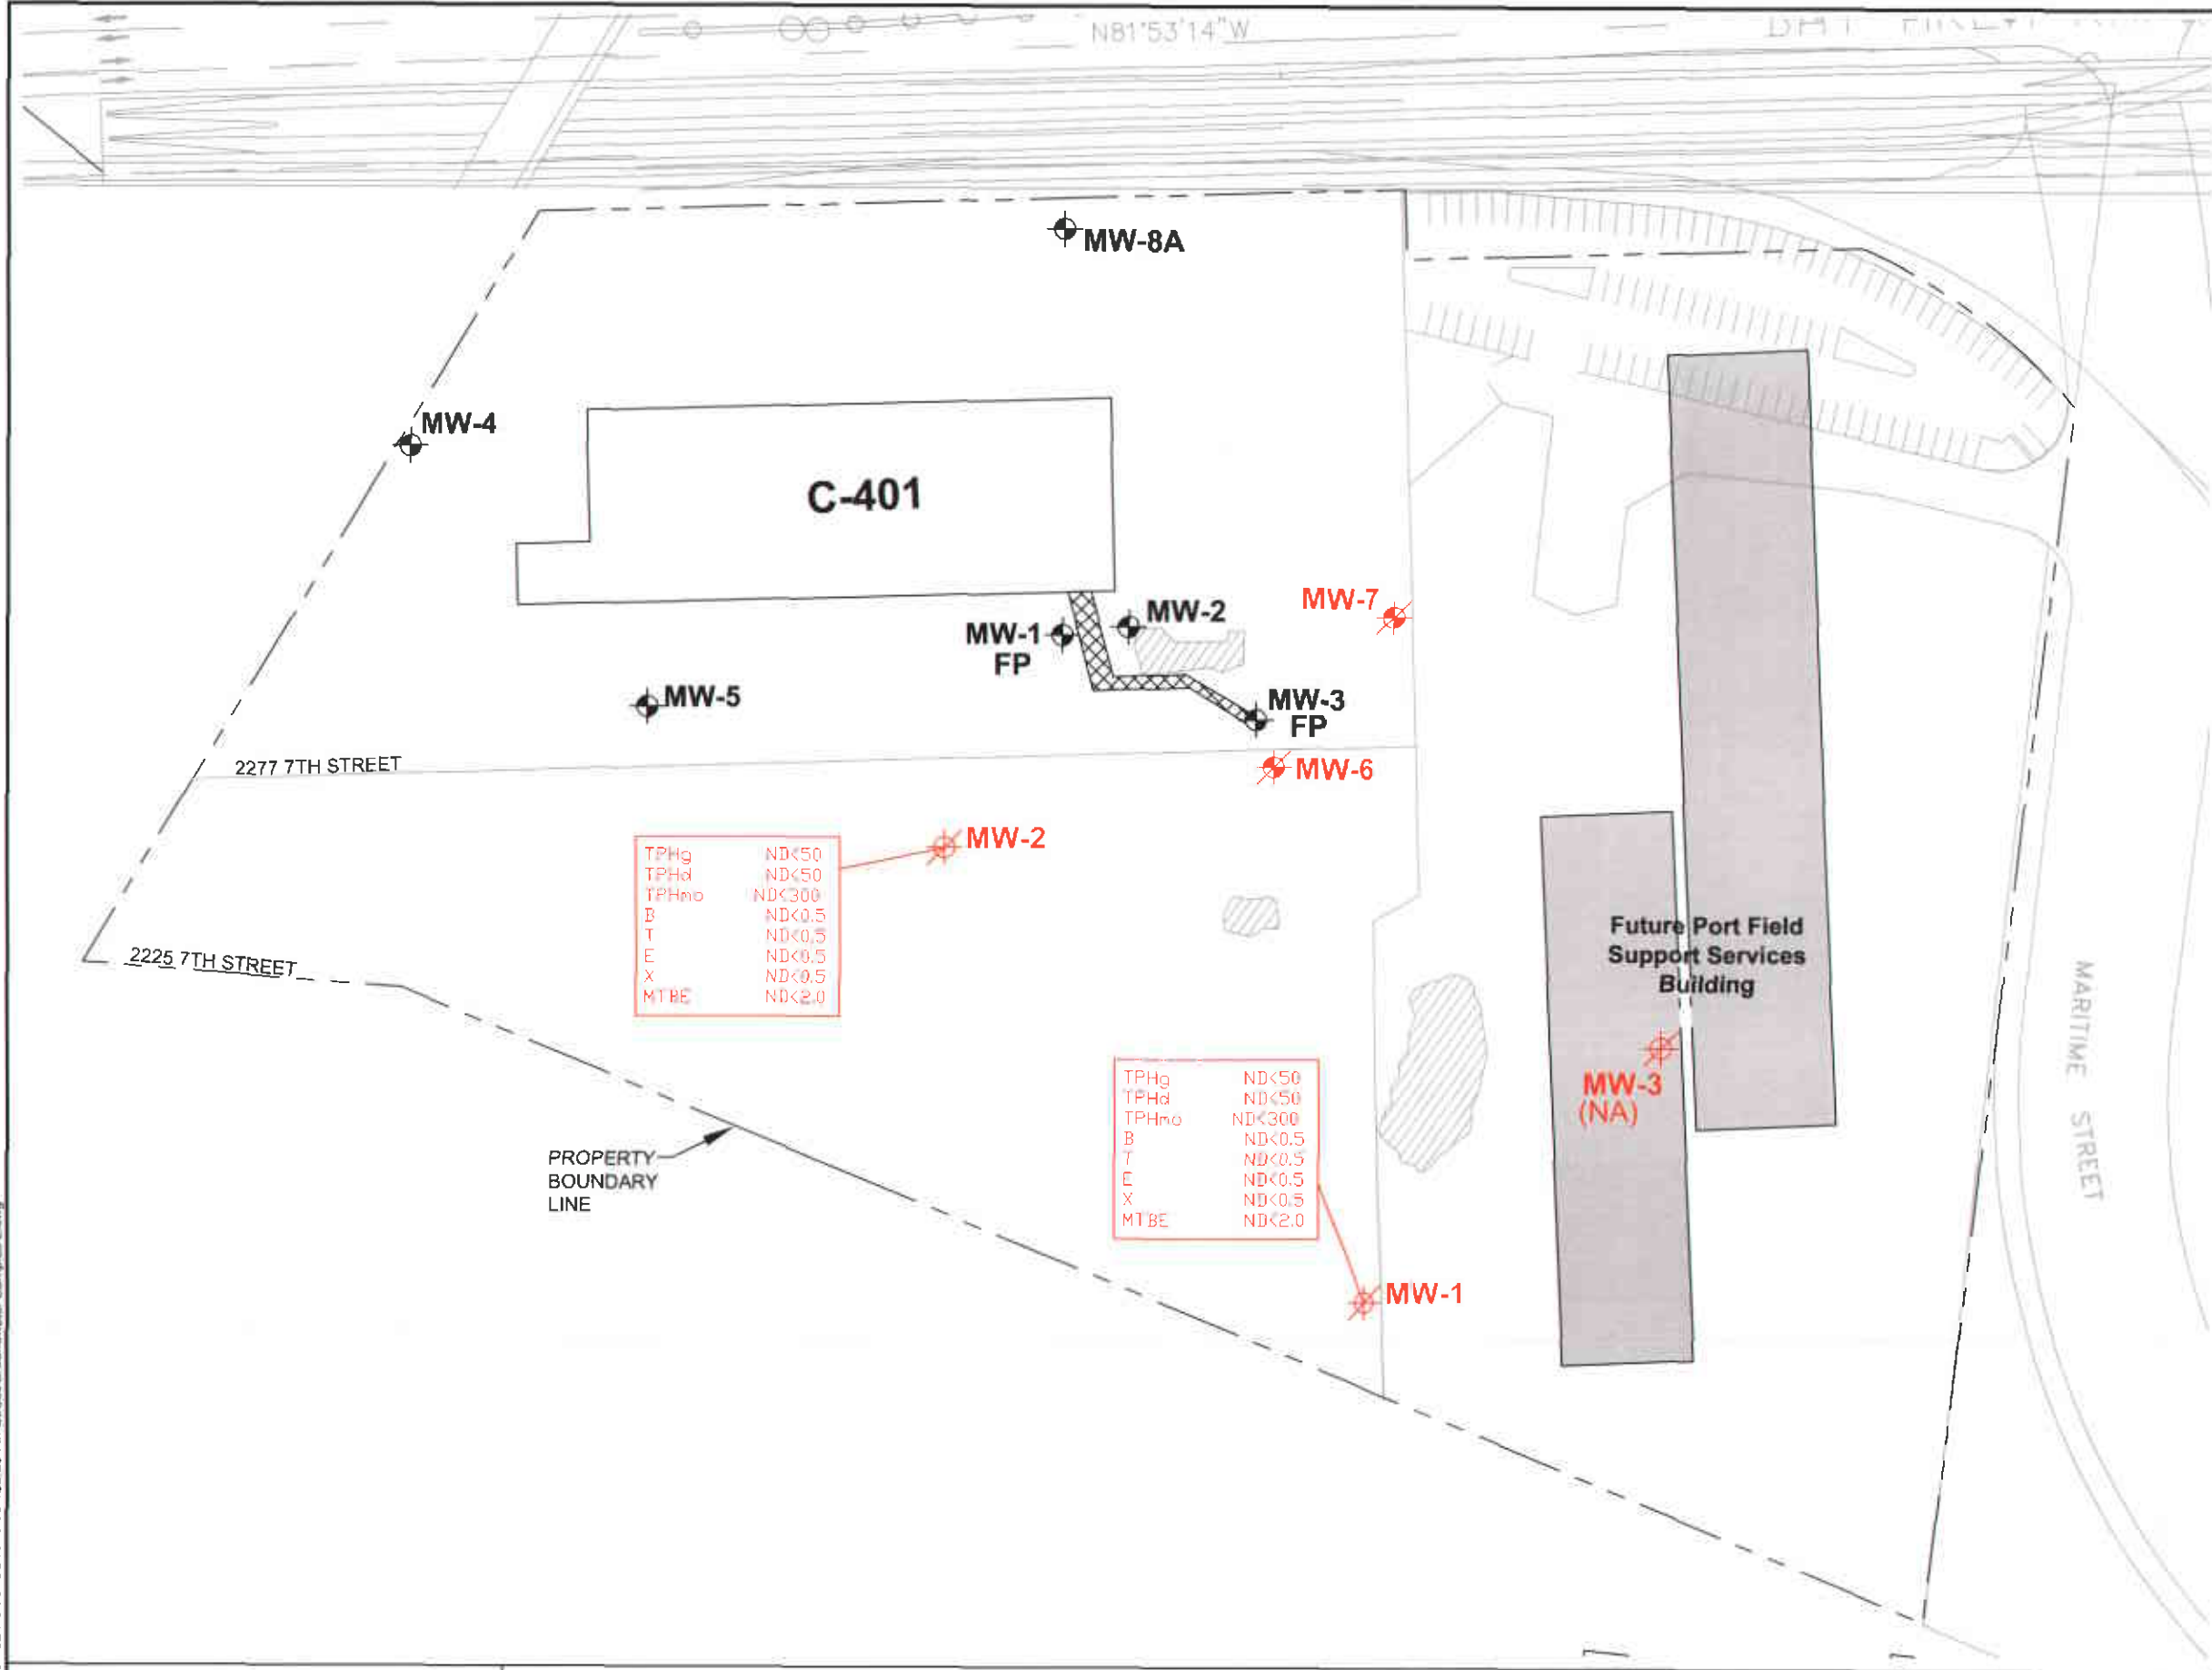 N81°53'14"W
MW-8A
MW-4
C-401
MW-7
MW-2
MW-1
FP
MW-5
MW-3
FP
2277 7TH STREET
MW-6
MW-2
TPHg ND<50
TPHd ND<50
TPHmo ND<300
B ND<0.5
T ND<0.5
E ND<0.5
X ND<0.5
MTBE ND<2.0
2225 7TH STREET
Future Port Field
Support Services
Building
MARITIME STREET
MW-3
(NA)
TPHg ND<50
TPHd ND<50
TPHmo ND<300
B ND<0.5
T ND<0.5
E ND<0.5
X ND<0.5
MTBE ND<2.0
PROPERTY
BOUNDARY
LINE
MW-1